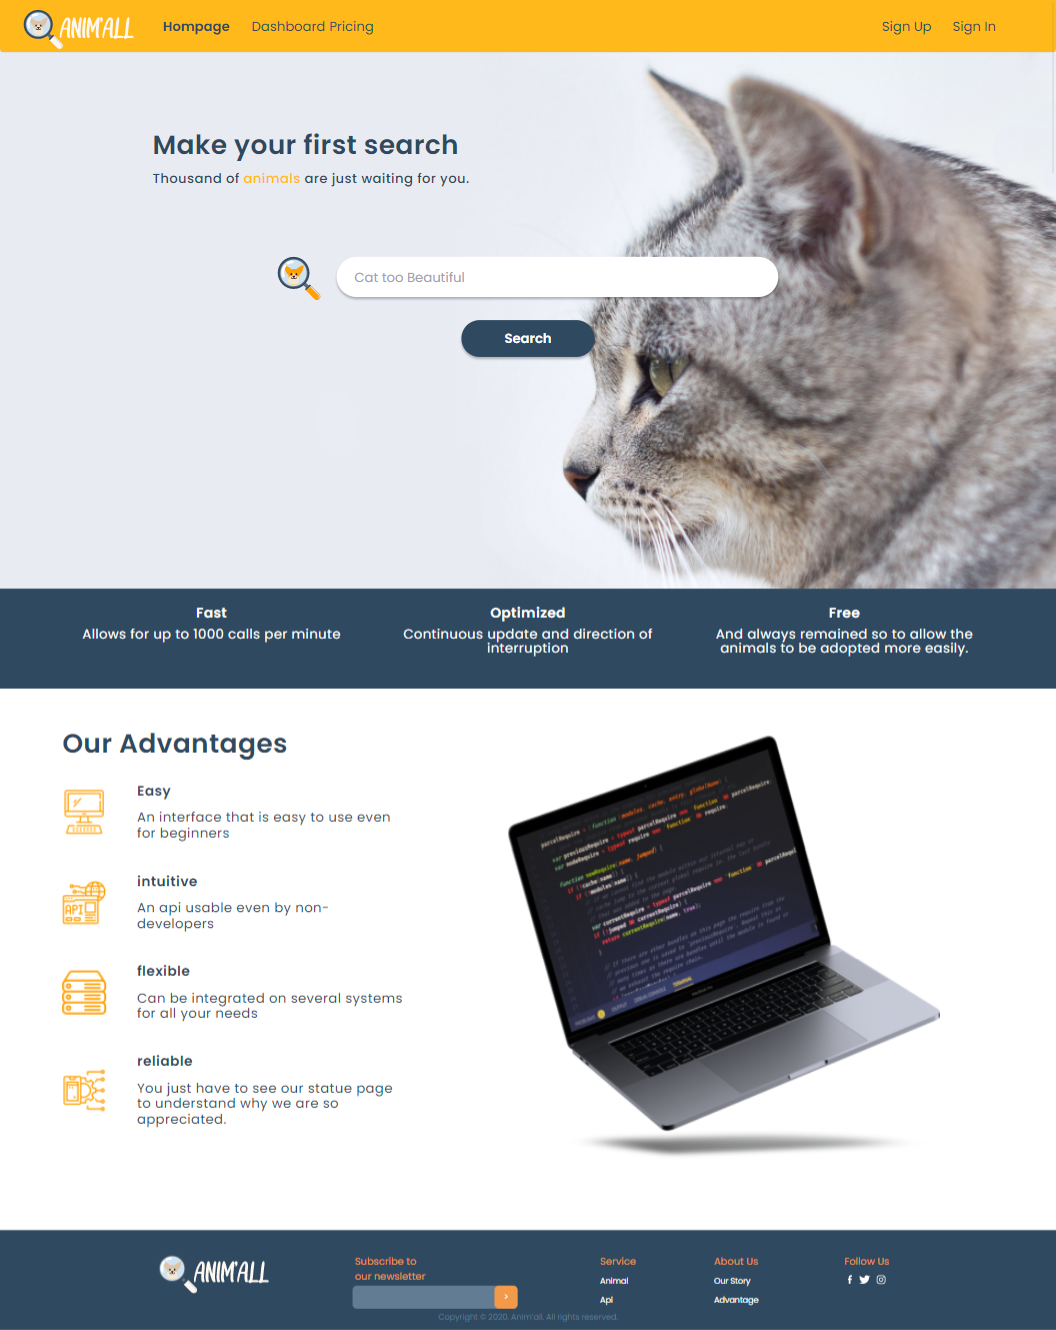 ANIM'ALL
Hompage
Dashboard Pricing
Sign Up
Sign In
Make your first search
Thousand of animals are just waiting for you.
Cat too Beautiful
Search
Fast
Allows for up to 1000 calls per minute
Optimized
Continuous update and direction of
interruption
Free
And always remained so to allow the
animals to be adopted more easily.
Our Advantages
Easy
An interface that is easy to use even
for beginners
intuitive
An api usable even by non-
developers
API
flexible
Can be integrated on several systems
for all your needs
reliable
You just have to see our statue page
to understand why we are so
appreciated.
ANIM'ALL
Subscribe to
our newsletter
>
Service
Animal
Api
About Us
Our Story
Advantage
Follow Us
Copyright © 2020. Anim'all. All rights reserved.